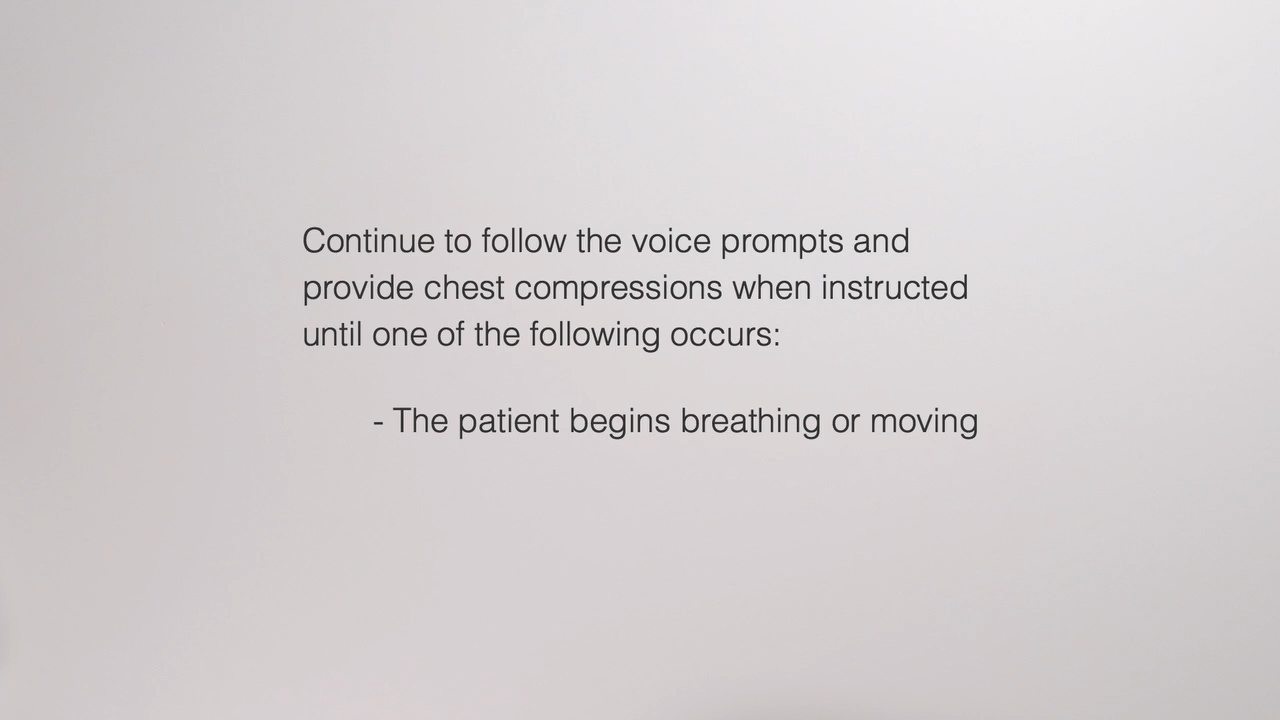 Continue to follow the voice prompts and
provide chest compressions when instructed
until one of the following occurs:
- The patient begins breathing or moving